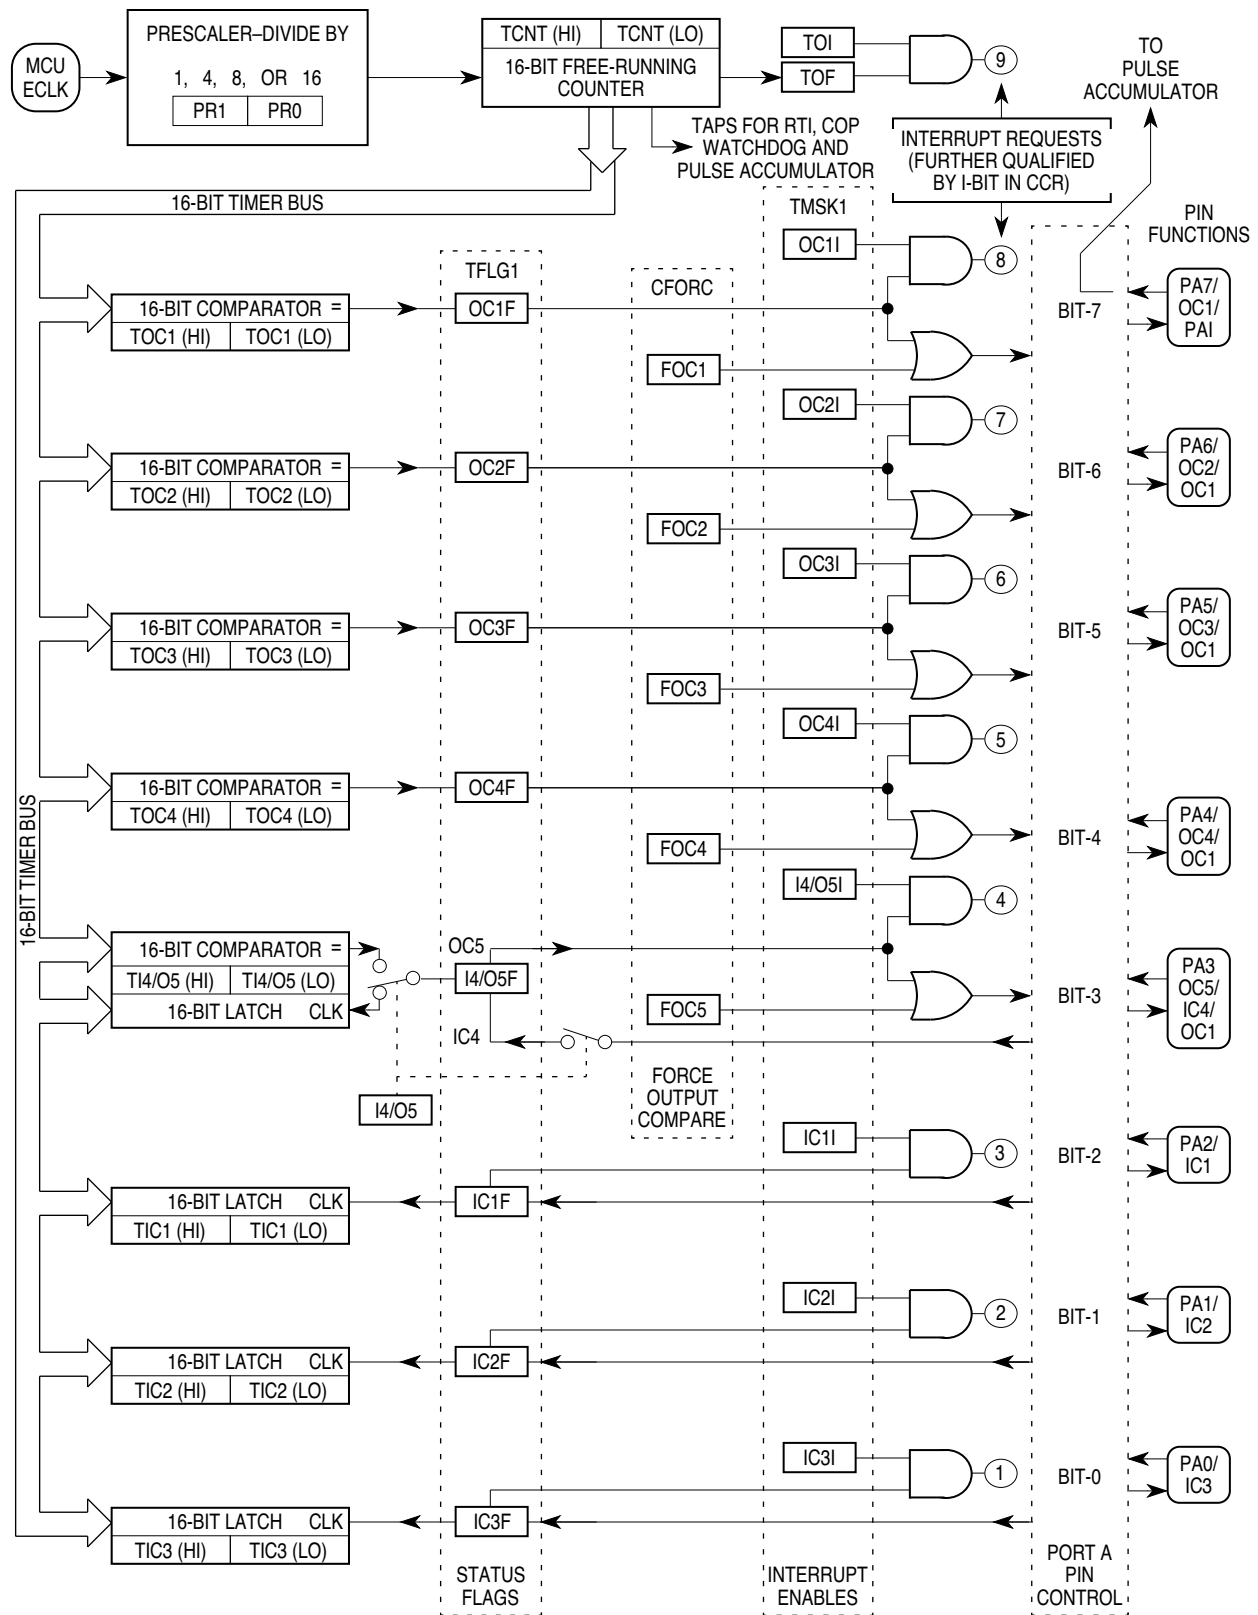 MCU
ECLK
PRESCALER–DIVIDE BY
1, 4, 8, OR 16
PR1 PR0
TCNT (HI) TCNT (LO)
16-BIT FREE-RUNNING
COUNTER
TOI
TOF
9
TO
PULSE
ACCUMULATOR
TAPS FOR RTI, COP
WATCHDOG AND
PULSE ACCUMULATOR
INTERRUPT REQUESTS
(FURTHER QUALIFIED
BY I-BIT IN CCR)
16-BIT TIMER BUS
16-BIT TIMER BUS
TFLG1
CFORC
TMSK1
PIN
FUNCTIONS
OC1I
8
16-BIT COMPARATOR =
TOC1 (HI) TOC1 (LO)
OC1F
FOC1
BIT-7
PA7/
OC1/
PAI
OC2I
7
16-BIT COMPARATOR =
TOC2 (HI) TOC2 (LO)
OC2F
FOC2
BIT-6
PA6/
OC2/
OC1
OC3I
6
16-BIT COMPARATOR =
TOC3 (HI) TOC3 (LO)
OC3F
FOC3
BIT-5
PA5/
OC3/
OC1
OC4I
5
16-BIT COMPARATOR =
TOC4 (HI) TOC4 (LO)
OC4F
FOC4
BIT-4
PA4/
OC4/
OC1
I4/O5I
4
16-BIT COMPARATOR =
TI4/O5 (HI) TI4/O5 (LO)
16-BIT LATCH CLK
OC5
I4/O5F
IC4
FOC5
BIT-3
PA3
OC5/
IC4/
OC1
I4/O5
FORCE
OUTPUT
COMPARE
IC1I
3
BIT-2
PA2/
IC1
16-BIT LATCH CLK
TIC1 (HI) TIC1 (LO)
IC1F
IC2I
2
BIT-1
PA1/
IC2
16-BIT LATCH CLK
TIC2 (HI) TIC2 (LO)
IC2F
IC3I
1
BIT-0
PA0/
IC3
16-BIT LATCH CLK
TIC3 (HI) TIC3 (LO)
IC3F
STATUS
FLAGS
INTERRUPT
ENABLES
PORT A
PIN
CONTROL